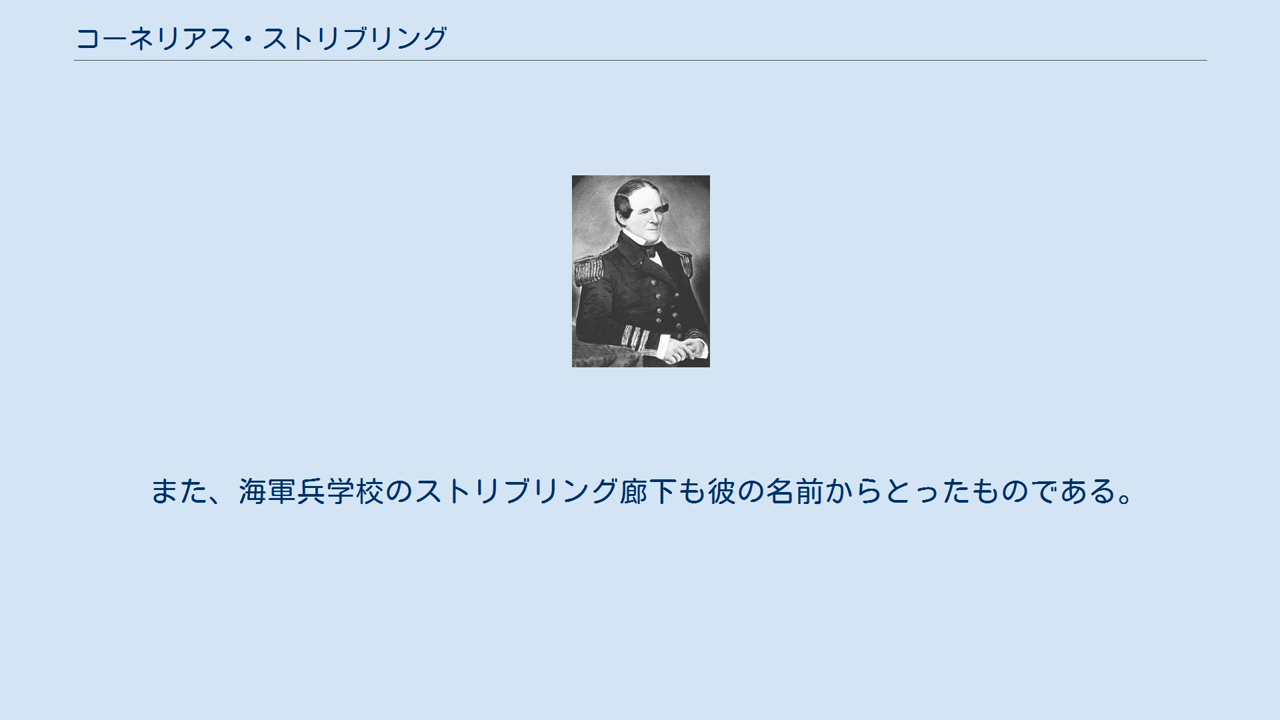 コーネリアス・ストリブリング
また、海軍兵学校のストリブリング廊下も彼の名前からとったものである。